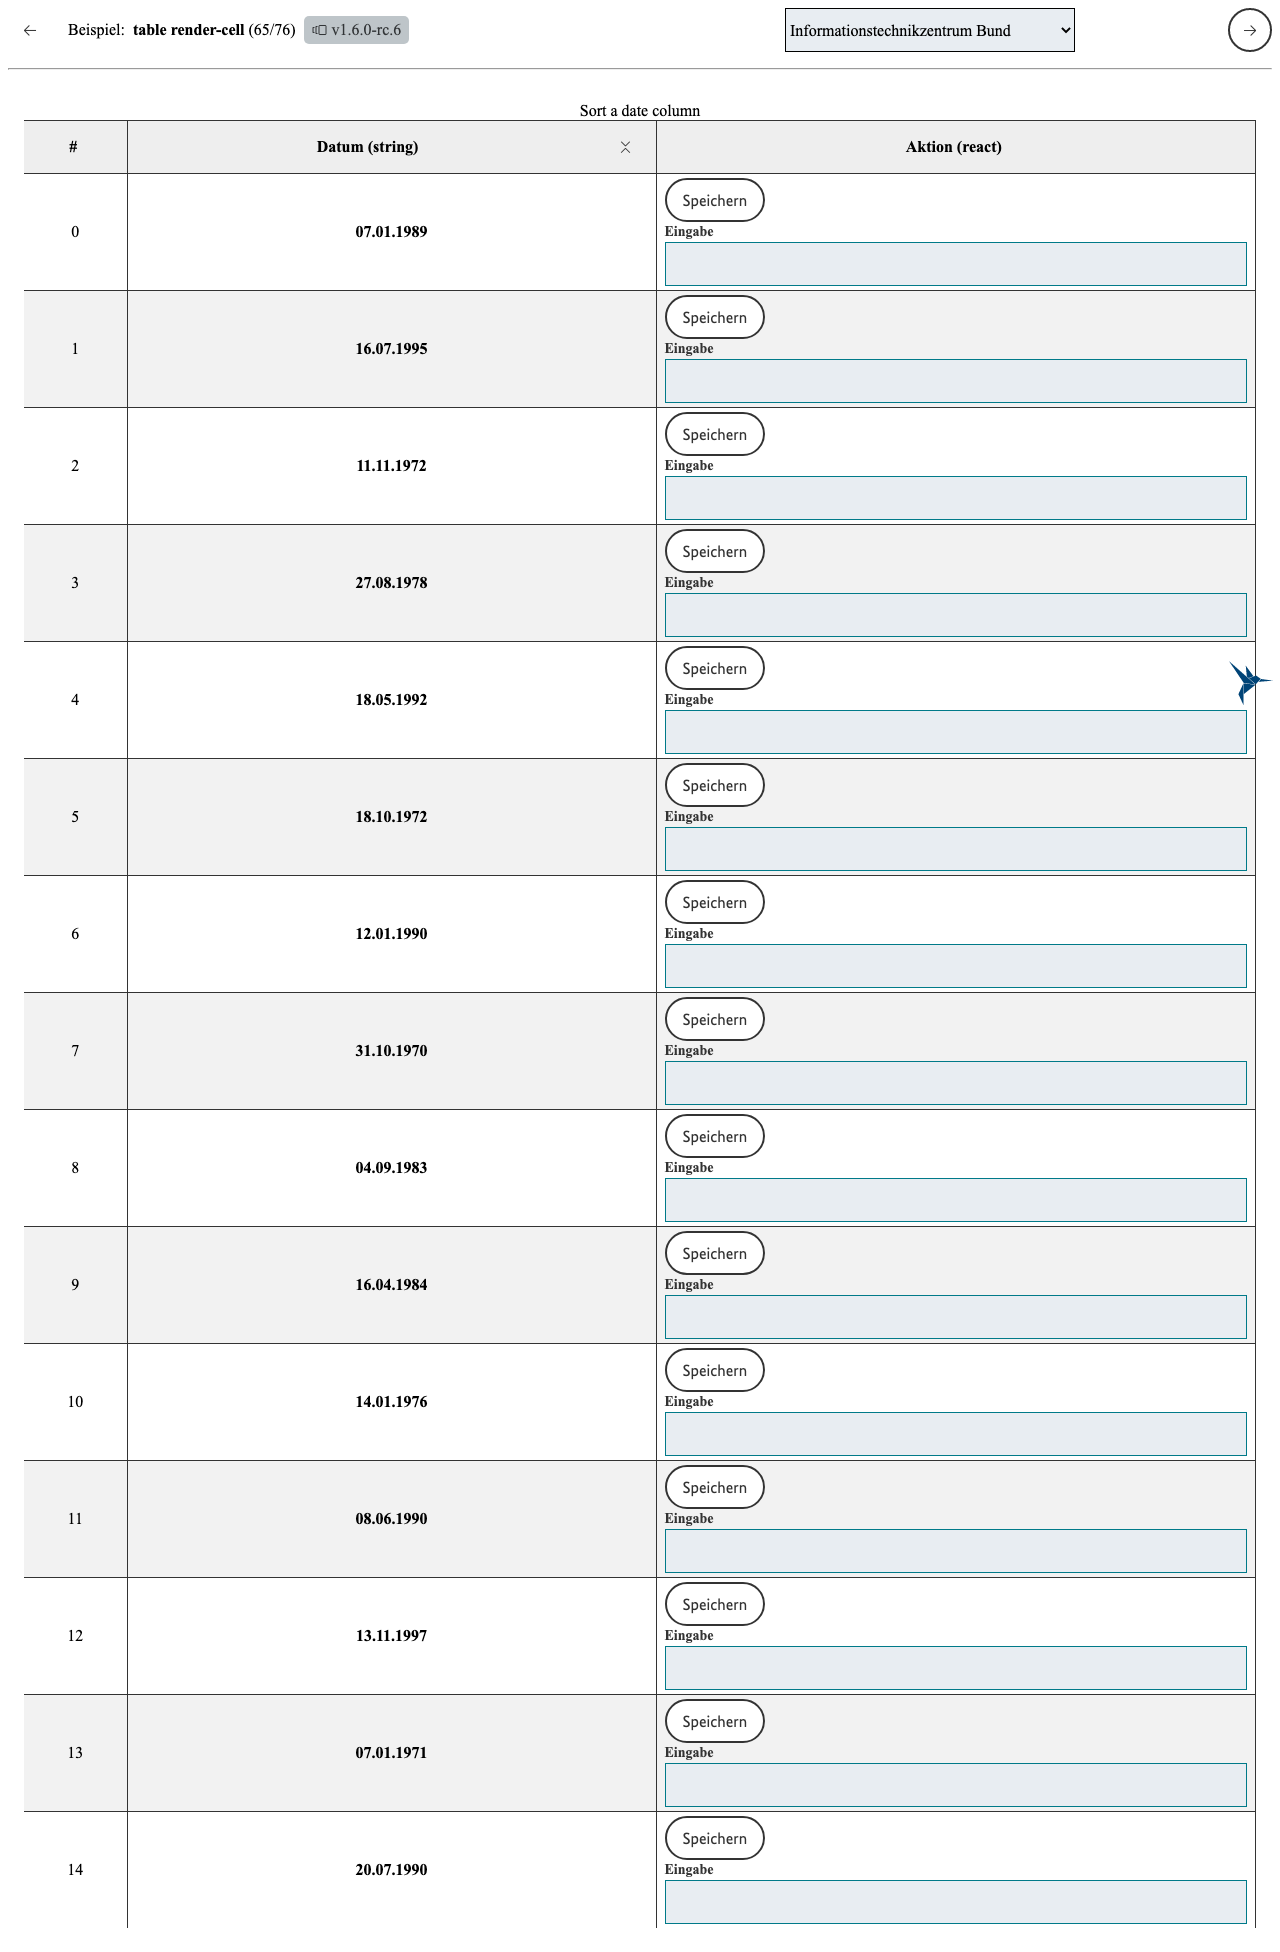 Beispiel: table render-cell (65/76) v1.6.0-rc.6 Informationstechnikzentrum Bund
Sort a date column
# Datum (string) Aktion (react)
Speichern
0 07.01.1989 Eingabe
Speichern
1 16.07.1995 Eingabe
Speichern
2 11.11.1972 Eingabe
Speichern
3 27.08.1978 Eingabe
Speichern
4 18.05.1992 Eingabe
Speichern
5 18.10.1972 Eingabe
Speichern
6 12.01.1990 Eingabe
Speichern
7 31.10.1970 Eingabe
Speichern
8 04.09.1983 Eingabe
Speichern
9 16.04.1984 Eingabe
Speichern
10 14.01.1976 Eingabe
Speichern
11 08.06.1990 Eingabe
Speichern
12 13.11.1997 Eingabe
Speichern
13 07.01.1971 Eingabe
Speichern
14 20.07.1990 Eingabe